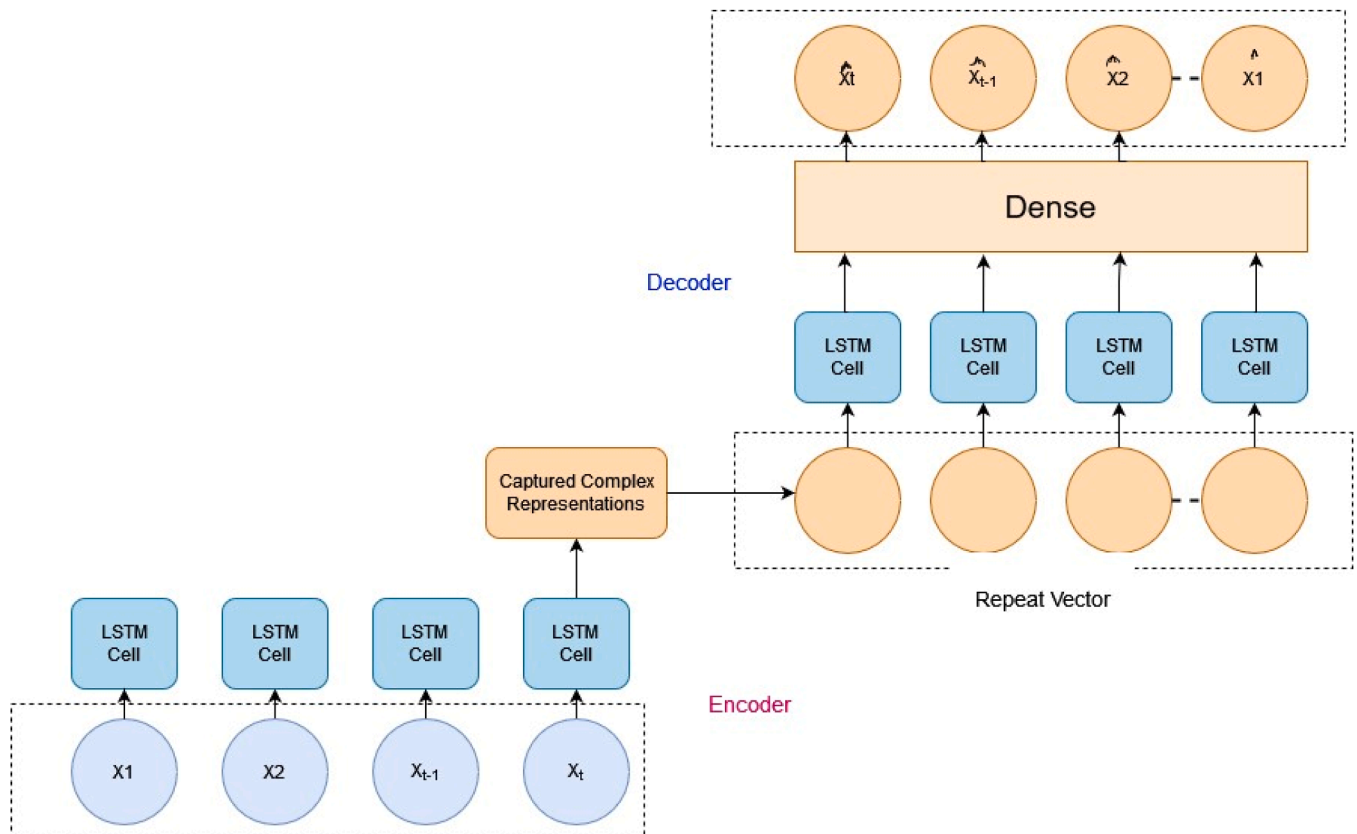 X̂t
X̂t-1
X̂2
X̂1
Dense
Decoder
LSTM
Cell
LSTM
Cell
LSTM
Cell
LSTM
Cell
Captured Complex
Representations
Repeat Vector
LSTM
Cell
LSTM
Cell
LSTM
Cell
LSTM
Cell
Encoder
X1
X2
Xt-1
Xt